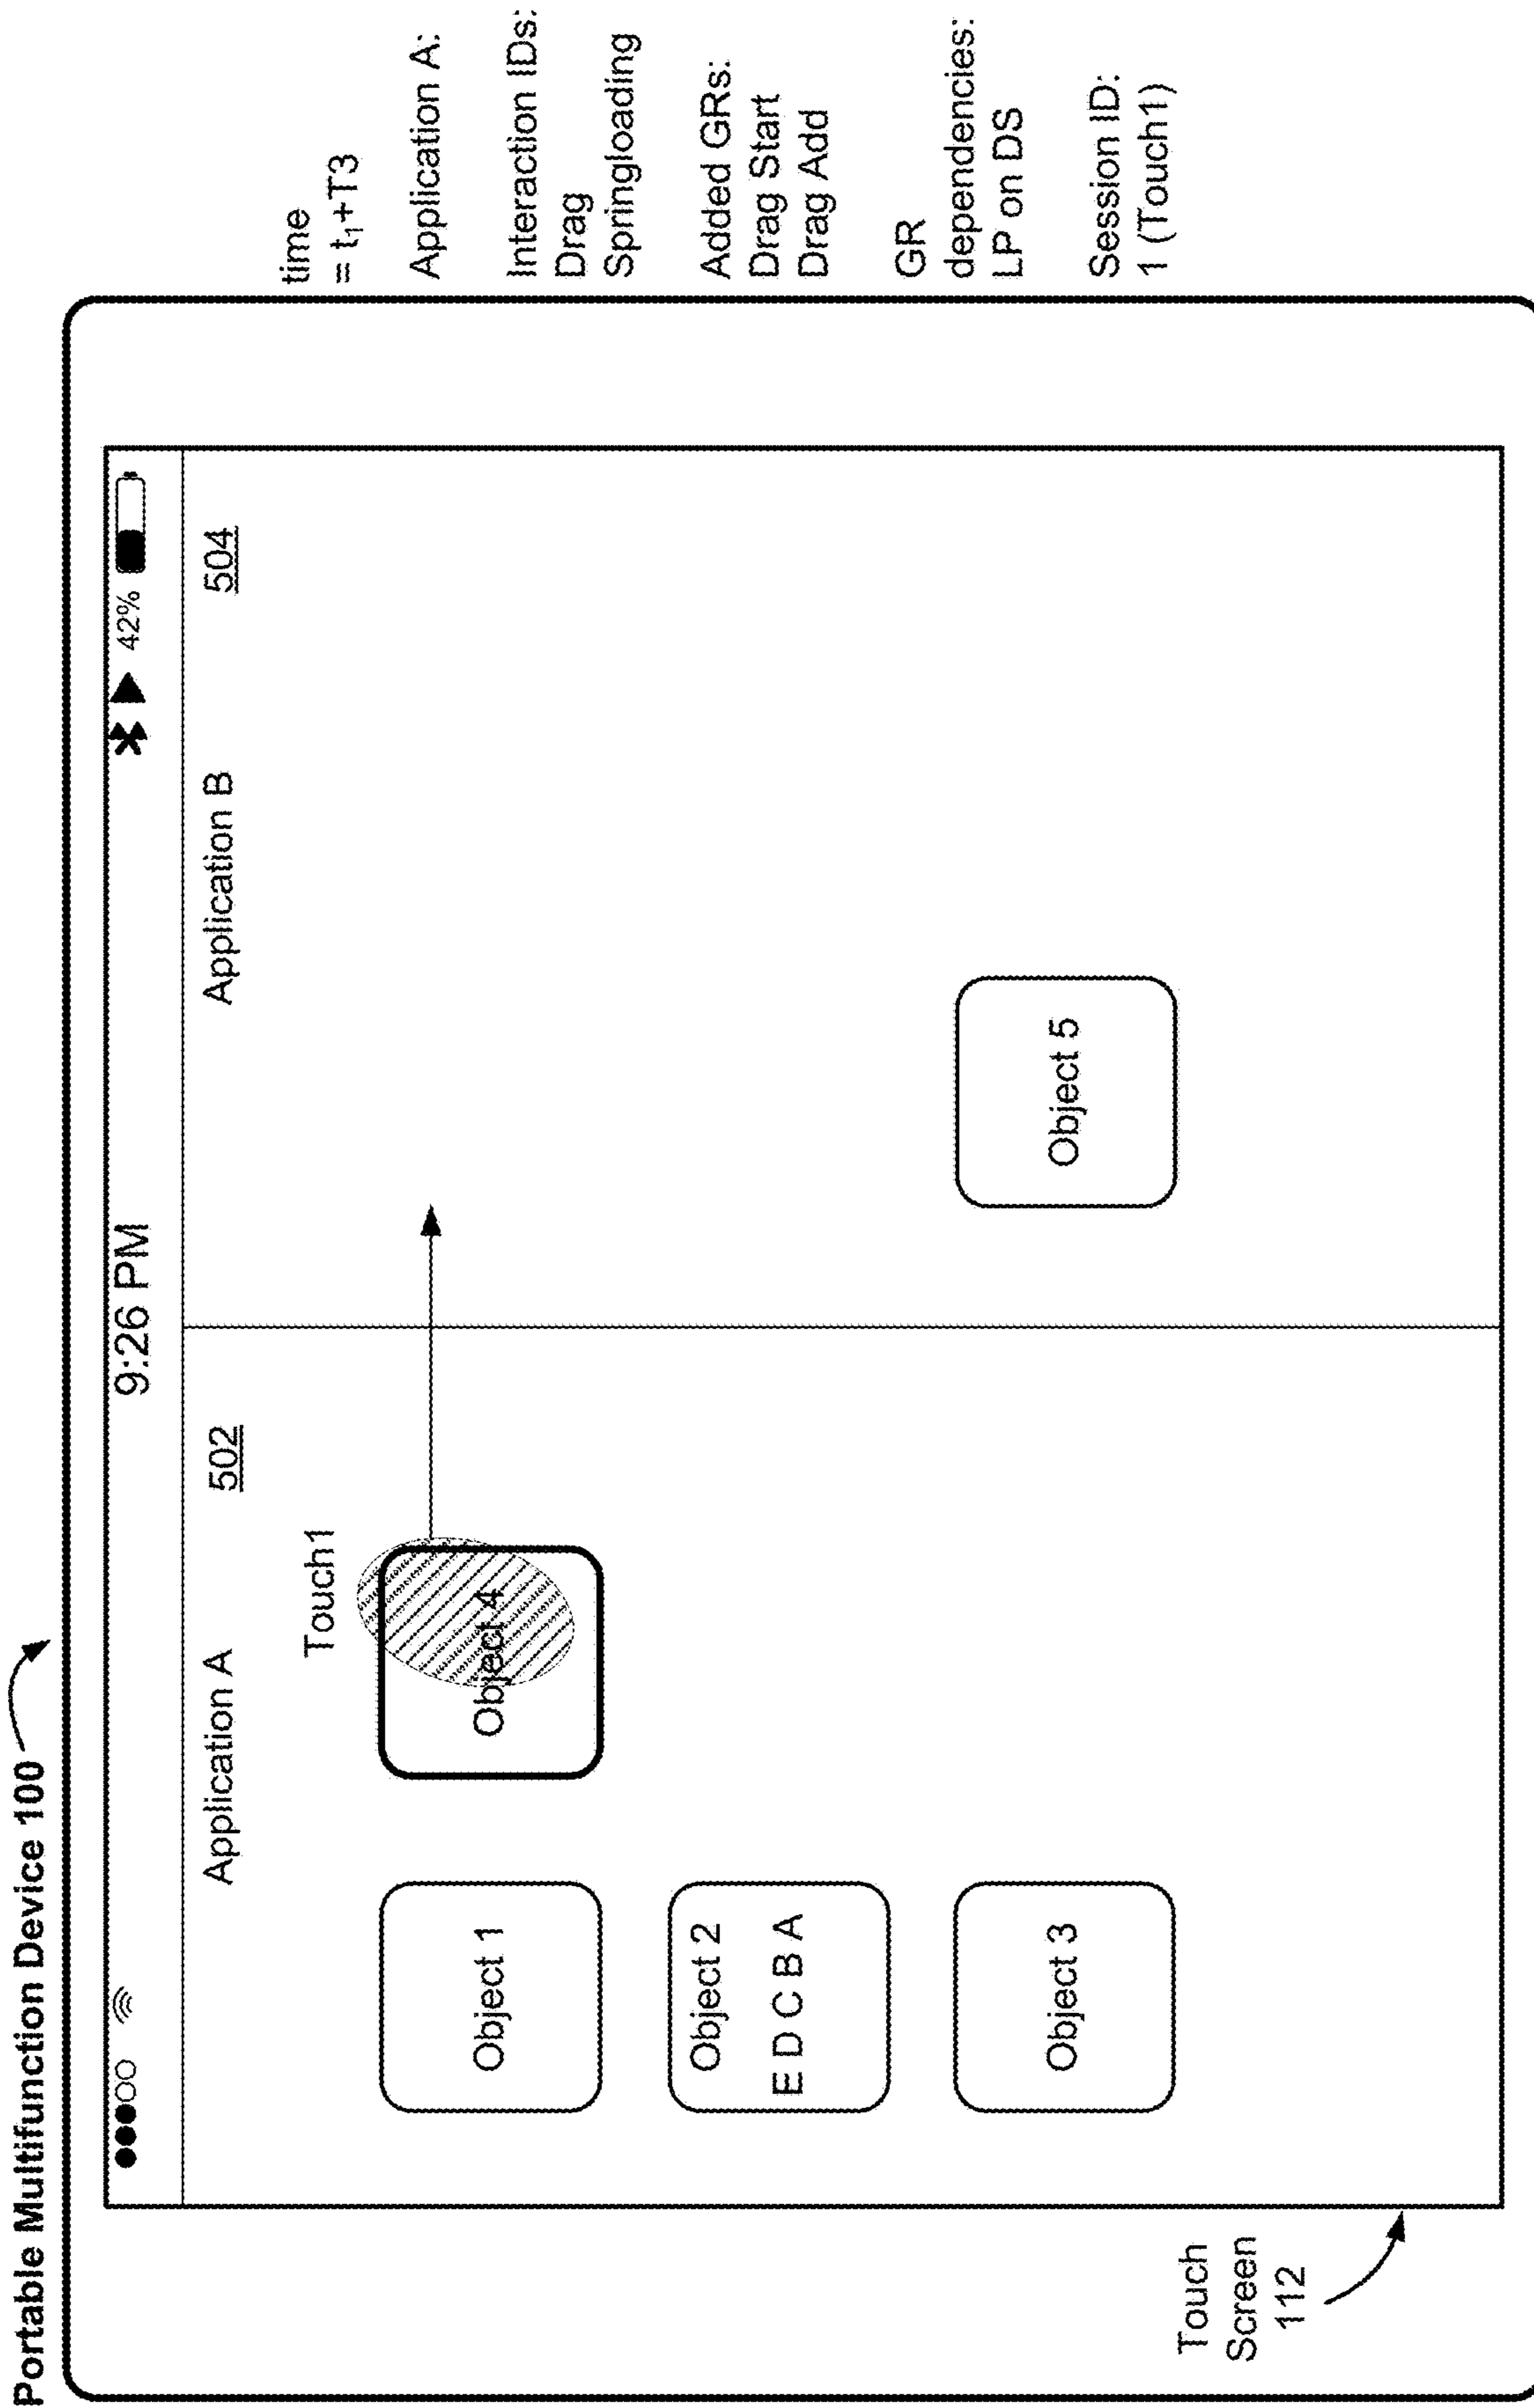 Portable Multifunction Device 100
9:26 PM
42%
Application A
502
Application B
504
Touch1
Object 1
Object 4
Object 2
E D C B A
Object 3
Object 5
Touch
Screen
112
time
= t₁+T3
Application A:
Interaction IDs:
Drag
Springloading
Added GRs:
Drag Start
Drag Add
GR
dependencies:
LP on DS
Session ID:
1 (Touch1)